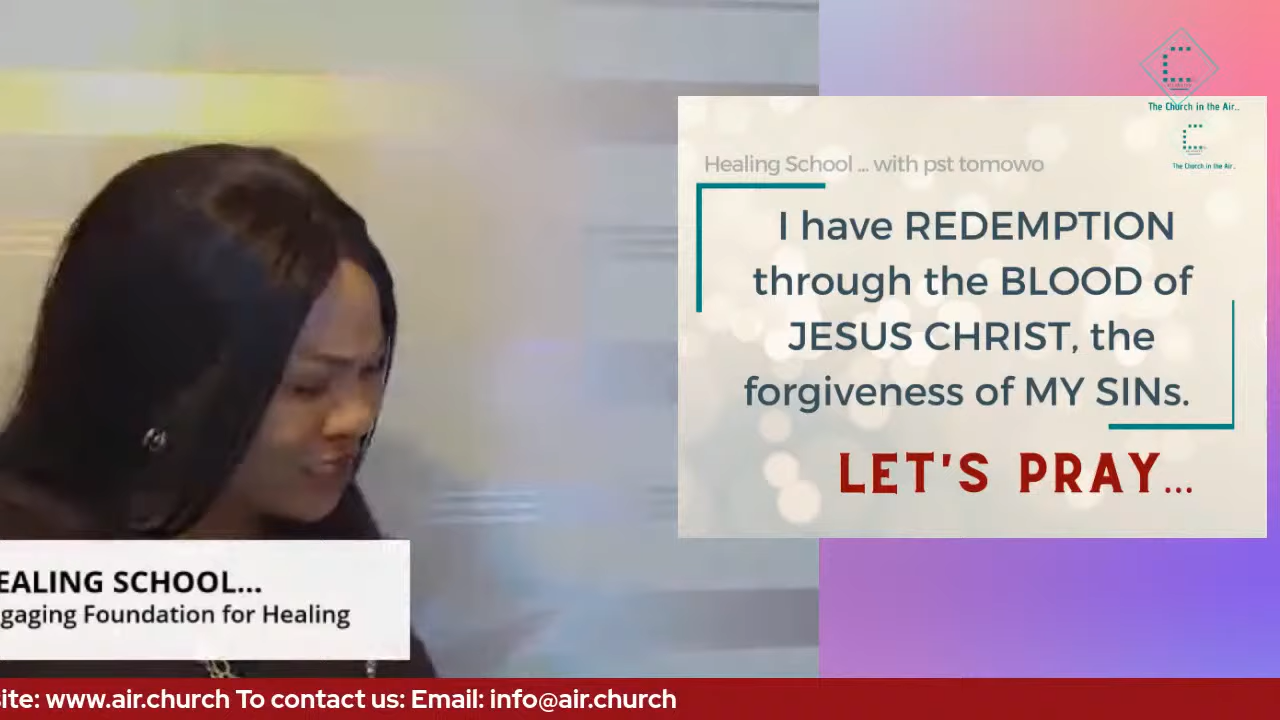 The Church in the Air...
The Church in the Air...
Healing School ... with pst tomowo
I have REDEMPTION
through the BLOOD of
JESUS CHRIST, the
forgiveness of MY SINs.
LET'S PRAY...
EALING SCHOOL...
gaging Foundation for Healing
site: www.air.church To contact us: Email: info@air.church